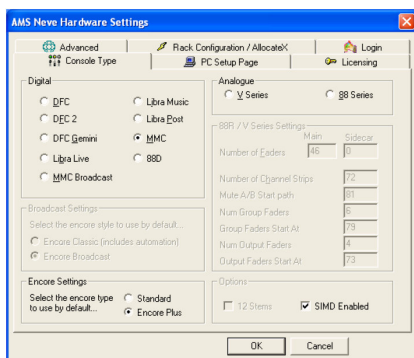 AMS Neve Hardware Settings
Advanced
Rack Configuration / AllocateX
Login
Console Type
PC Setup Page
Licensing
Digital
DFC
Libra Music
DFC 2
Libra Post
DFC Gemini
MMC
Libra Live
88D
MMC Broadcast
Analogue
V Series
88 Series
88R / V Series Settings
Main
Sidecar
Number of Faders
46
0
Number of Channel Strips
72
Mute A/B Start path
81
Num Group Faders
6
Group Faders Start At
79
Num Output Faders
4
Output Faders Start At
73
Broadcast Settings
Select the encore style to use by default...
Encore Classic (includes automation)
Encore Broadcast
Encore Settings
Select the encore type
to use by default...
Standard
Encore Plus
Options
12 Stems
SIMD Enabled
OK
Cancel